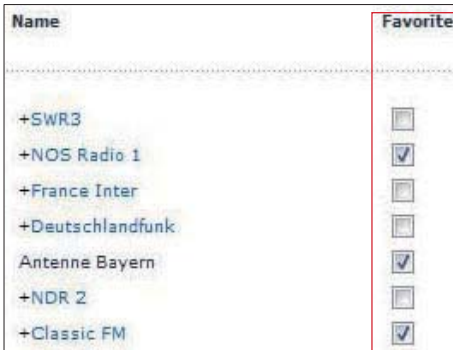 Name Favorite
+SWR3
+NOS Radio 1
+France Inter
+Deutschlandfunk
Antenne Bayern
+NDR 2
+Classic FM